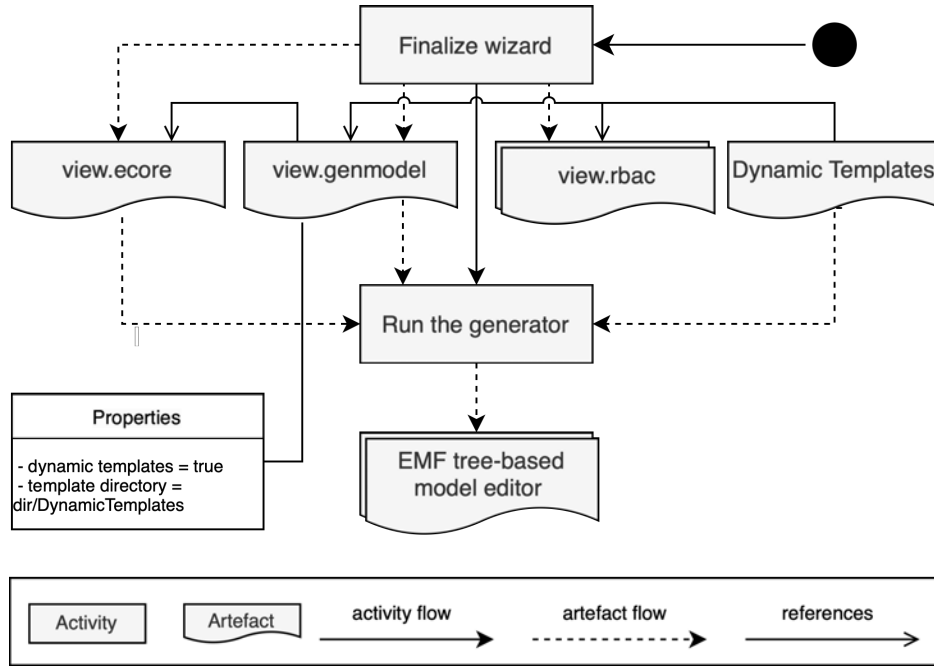 Finalize wizard
view.ecore
view.genmodel
view.rbac
Dynamic Templates
Run the generator
Properties
- dynamic templates = true
- template directory =
dir/DynamicTemplates
EMF tree-based
model editor
Activity
Artefact
activity flow
artefact flow
references